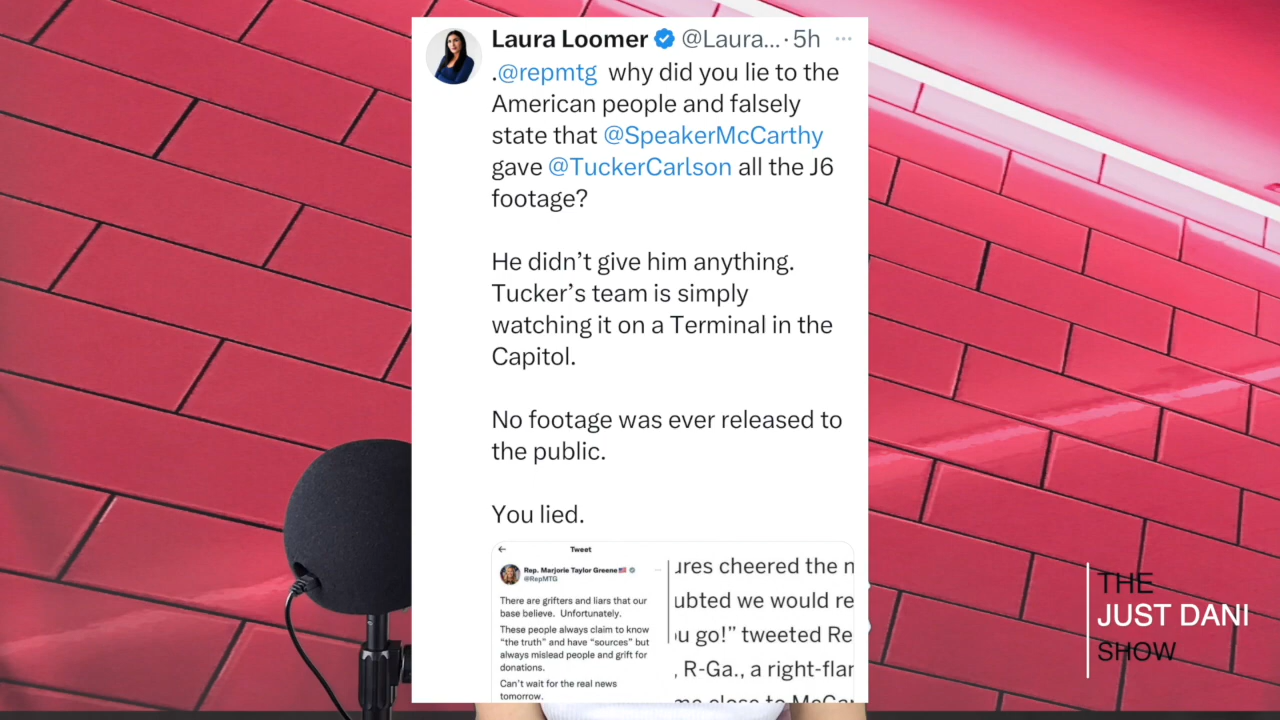 Laura Loomer @Laura... · 5h ...
.@repmtg why did you lie to the
American people and falsely
state that @SpeakerMcCarthy
gave @TuckerCarlson all the J6
footage?
He didn't give him anything.
Tucker's team is simply
watching it on a Terminal in the
Capitol.
No footage was ever released to
the public.
You lied.
Tweet
Rep. Marjorie Taylor Greene
@RepMTG
There are grifters and liars that our
base believe. Unfortunately.
These people always claim to know
"the truth" and have "sources" but
always mislead people and grift for
donations.
Can't wait for the real news
tomorrow.
ures cheered the
ubted we would re
u go!" tweeted Re
, R-Ga., a right-flar
close to
THE
JUST DANI
SHOW